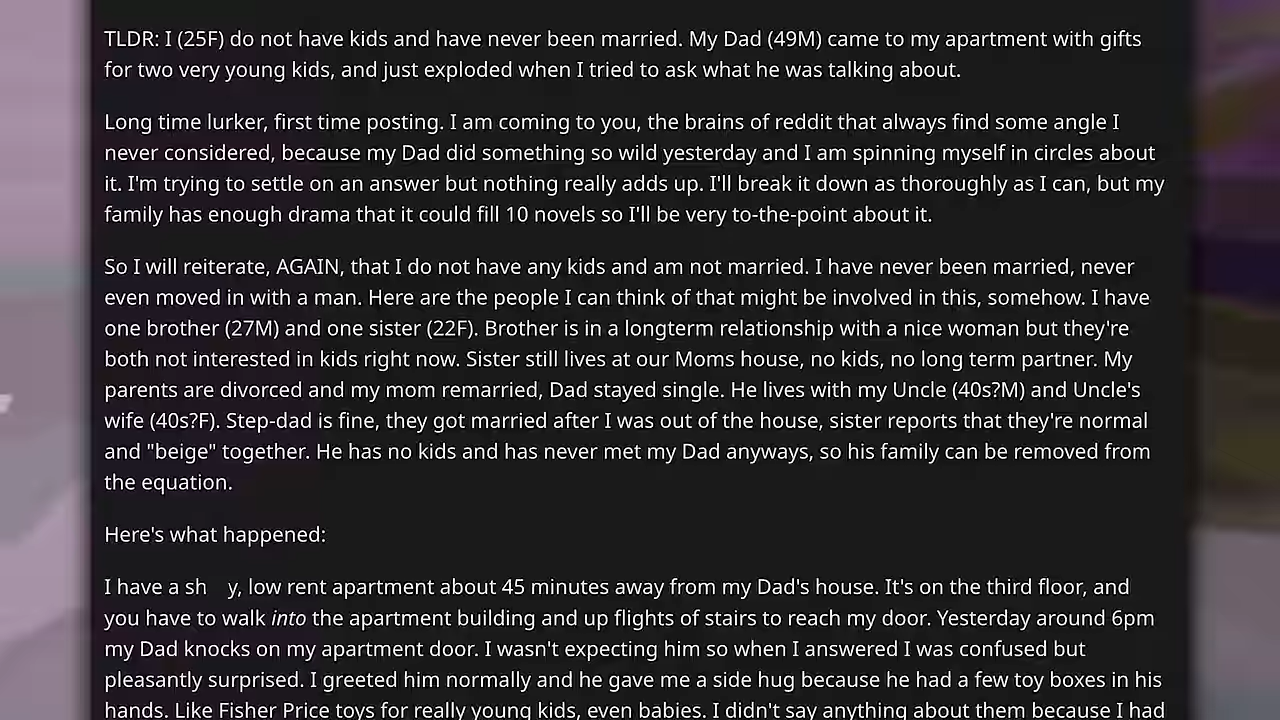 TLDR: I (25F) do not have kids and have never been married. My Dad (49M) came to my apartment with gifts
for two very young kids, and just exploded when I tried to ask what he was talking about.
Long time lurker, first time posting. I am coming to you, the brains of reddit that always find some angle I
never considered, because my Dad did something so wild yesterday and I am spinning myself in circles about
it. I'm trying to settle on an answer but nothing really adds up. I'll break it down as thoroughly as I can, but my
family has enough drama that it could fill 10 novels so I'll be very to-the-point about it.
So I will reiterate, AGAIN, that I do not have any kids and am not married. I have never been married, never
even moved in with a man. Here are the people I can think of that might be involved in this, somehow. I have
one brother (27M) and one sister (22F). Brother is in a longterm relationship with a nice woman but they're
both not interested in kids right now. Sister still lives at our Moms house, no kids, no long term partner. My
parents are divorced and my mom remarried, Dad stayed single. He lives with my Uncle (40s?M) and Uncle's
wife (40s?F). Step-dad is fine, they got married after I was out of the house, sister reports that they're normal
and "beige" together. He has no kids and has never met my Dad anyways, so his family can be removed from
the equation.
Here's what happened:
I have a sh y, low rent apartment about 45 minutes away from my Dad's house. It's on the third floor, and
you have to walk into the apartment building and up flights of stairs to reach my door. Yesterday around 6pm
my Dad knocks on my apartment door. I wasn't expecting him so when I answered I was confused but
pleasantly surprised. I greeted him normally and he gave me a side hug because he had a few toy boxes in his
hands. Like Fisher Price toys for really young kids, even babies. I didn't say anything about them because I had